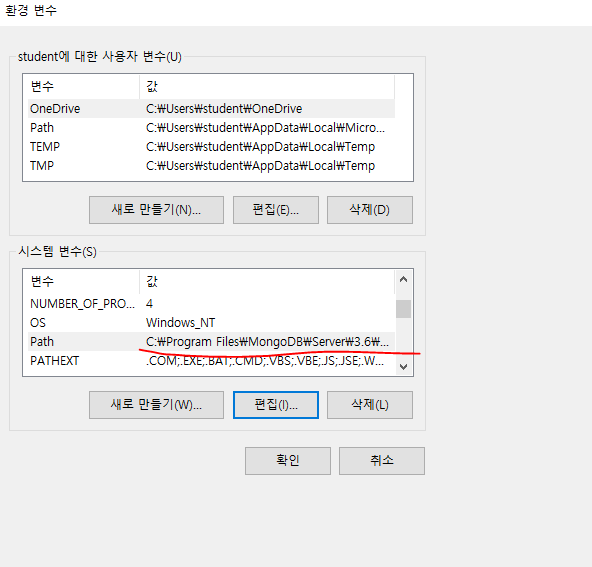 환경 변수
student에 대한 사용자 변수(U)
변수 값
OneDrive C:₩Users₩student₩OneDrive
Path C:₩Users₩student₩AppData₩Local₩Micro...
TEMP C:₩Users₩student₩AppData₩Local₩Temp
TMP C:₩Users₩student₩AppData₩Local₩Temp
새로 만들기(N)... 편집(E)... 삭제(D)
시스템 변수(S)
변수 값
NUMBER_OF_PRO... 4
OS Windows_NT
Path C:₩Program Files₩MongoDB₩Server₩3.6₩...
PATHEXT .COM;.EXE;.BAT;.CMD;.VBS;.VBE;.JS;.JSE;.W...
새로 만들기(W)... 편집(I)... 삭제(L)
확인 취소